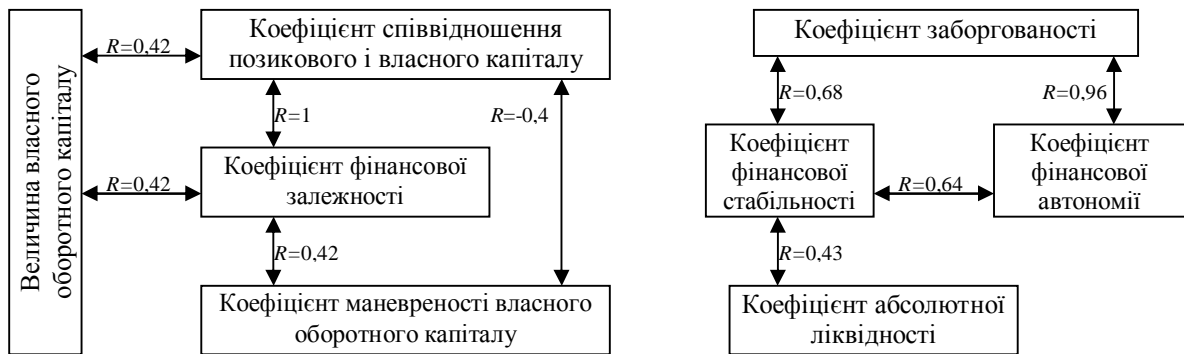 Величина власного
оборотного капіталу
R=0,42
Коефіцієнт співвідношення
позикового і власного капіталу
R=1
R=-0,4
R=0,42
Коефіцієнт фінансової
залежності
R=0,42
Коефіцієнт маневреності власного
оборотного капіталу
Коефіцієнт заборгованості
R=0,68
R=0,96
Коефіцієнт
фінансової
стабільності
R=0,64
Коефіцієнт
фінансової
автономії
R=0,43
Коефіцієнт абсолютної
ліквідності